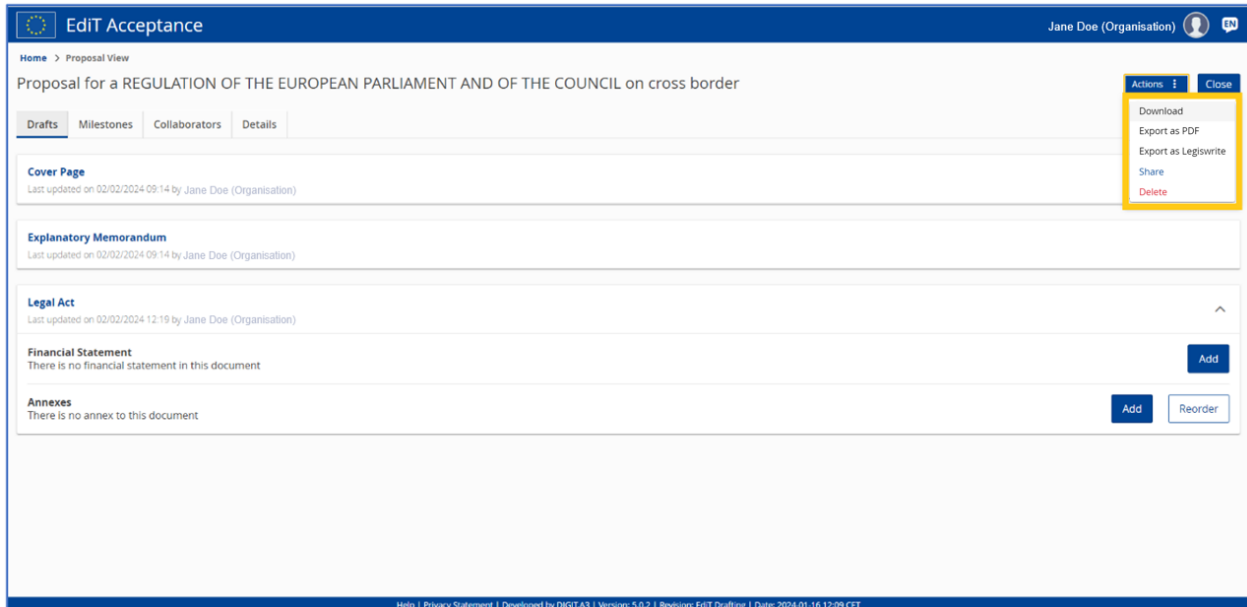 EdiT Acceptance
Jane Doe (Organisation) EN
Home > Proposal View
Proposal for a REGULATION OF THE EUROPEAN PARLIAMENT AND OF THE COUNCIL on cross border
Actions Close
Download
Export as PDF
Export as Legiswrite
Share
Delete
Drafts Milestones Collaborators Details
Cover Page
Last updated on 02/02/2024 09:14 by Jane Doe (Organisation)
Explanatory Memorandum
Last updated on 02/02/2024 09:14 by Jane Doe (Organisation)
Legal Act
Last updated on 02/02/2024 12:19 by Jane Doe (Organisation)
Financial Statement
There is no financial statement in this document
Add
Annexes
There is no annex to this document
Add Reorder
Help | Privacy Statement | Developed by DIGIT.A3 | Version: 5.0.2 | Revision: EdiT Drafting | Date: 2024-01-16 12:09 CET